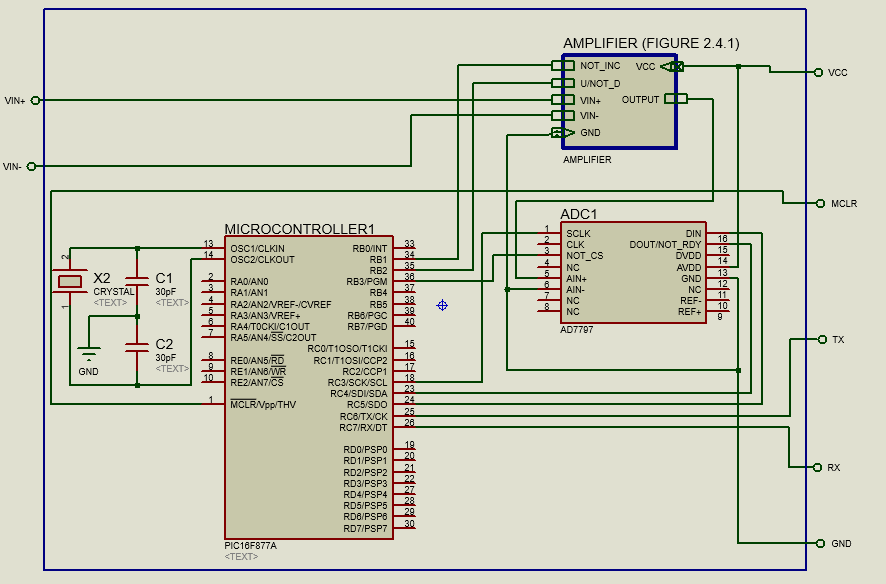 AMPLIFIER (FIGURE 2.4.1)
NOT_INC
VCC
VCC
U/NOT_D
VIN+
VIN+
OUTPUT
VIN-
GND
AMPLIFIER
VIN-
MCLR
MICROCONTROLLER1
ADC1
13 OSC1/CLKIN
14 OSC2/CLKOUT
2 RA0/AN0
3 RA1/AN1
4 RA2/AN2/VREF-/CVREF
5 RA3/AN3/VREF+
6 RA4/T0CKI/C1OUT
7 RA5/AN4/SS/C2OUT
8 RE0/AN5/RD
9 RE1/AN6/WR
10 RE2/AN7/CS
1 MCLR/Vpp/THV
RB0/INT 33
RB1 34
RB2 35
RB3/PGM 36
RB4 37
RB5 38
RB6/PGC 39
RB7/PGD 40
RC0/T1OSO/T1CKI 15
RC1/T1OSI/CCP2 16
RC2/CCP1 17
RC3/SCK/SCL 18
RC4/SDI/SDA 23
RC5/SDO 24
RC6/TX/CK 25
RC7/RX/DT 26
RD0/PSP0 19
RD1/PSP1 20
RD2/PSP2 21
RD3/PSP3 22
RD4/PSP4 27
RD5/PSP5 28
RD6/PSP6 29
RD7/PSP7 30
PIC16F877A
<TEXT>
2
X2
CRYSTAL
<TEXT>
1
C1
30pF
<TEXT>
C2
30pF
<TEXT>
GND
1 SCLK
2 CLK
3 NOT_CS
4 NC
5 AIN+
6 AIN-
7 NC
8 NC
DIN 16
DOUT/NOT_RDY 15
DVDD 14
AVDD 13
GND 12
NC 11
REF- 10
REF+ 9
AD7797
TX
RX
GND